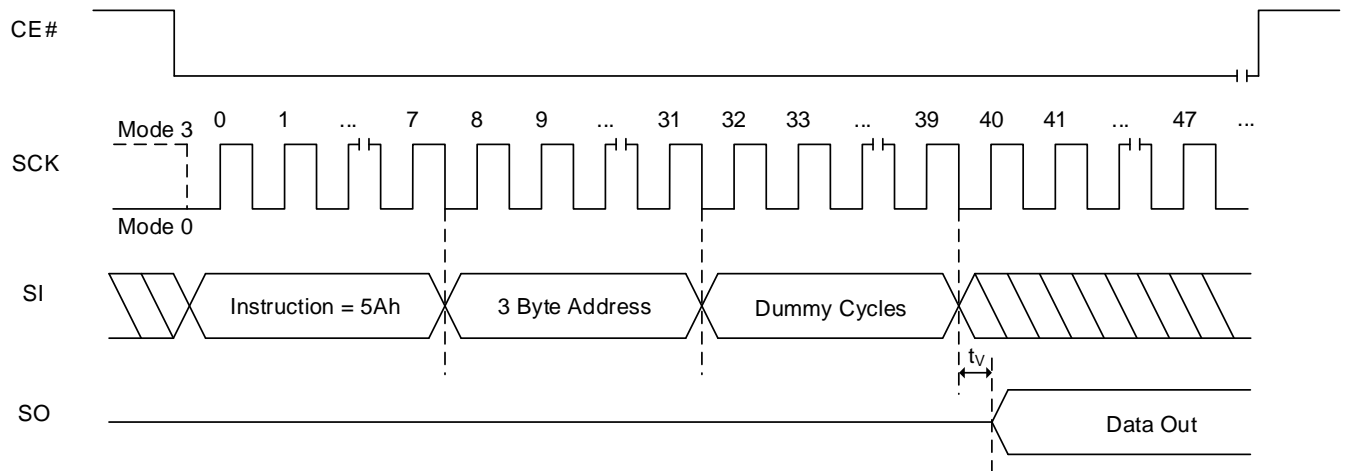 CE#
0 1 ... 7 8 9 ... 31 32 33 ... 39 40 41 ... 47 ...
Mode 3
SCK
Mode 0
SI
Instruction = 5Ah
3 Byte Address
Dummy Cycles
tV
SO
Data Out